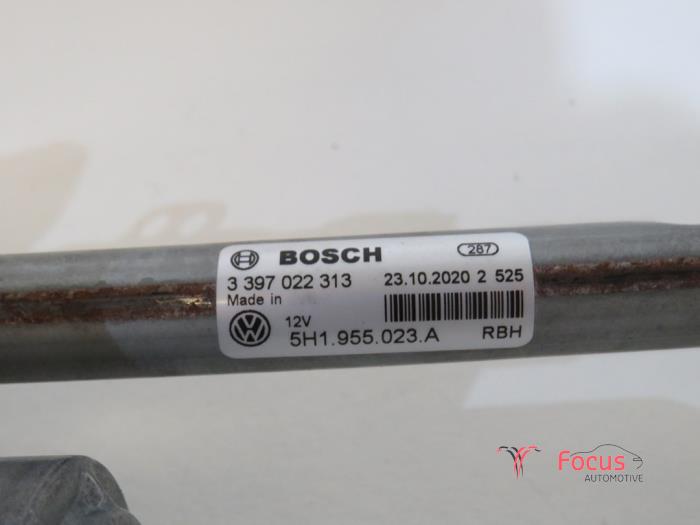 BOSCH 287
3 397 022 313 23.10.2020 2 525
Made in
12V
5H1.955.023.A RBH
Focus
AUTOMOTIVE